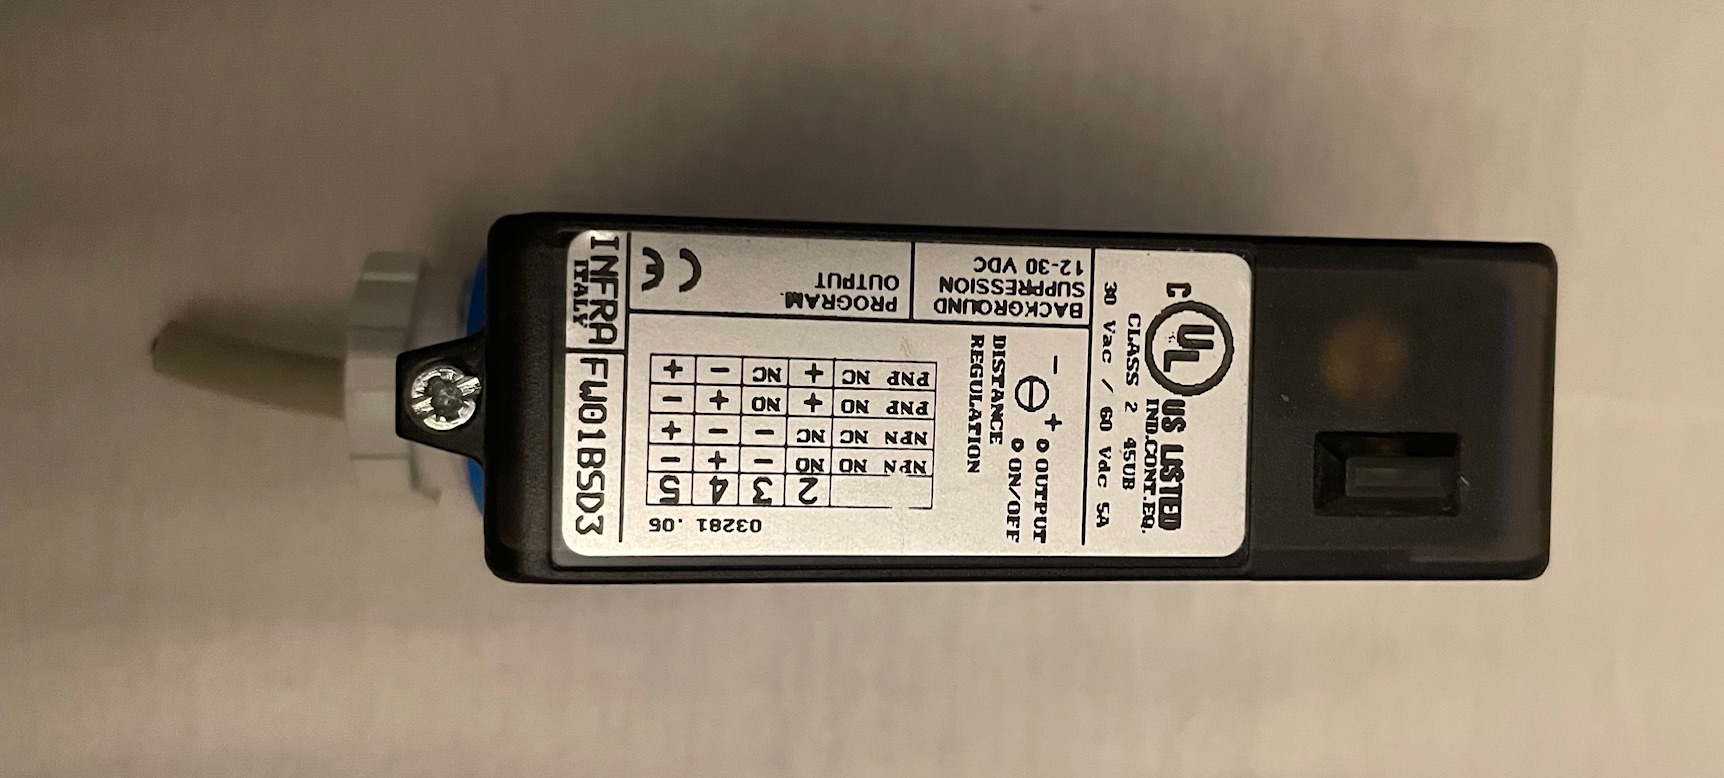 INFRA
ITALY
FW01BSD3
03281 .06
2 3 4 5
NPN NO NO - + -
NPN NC NC - - +
PNP NO + NO + -
PNP NC + NC - +
PROGRAM.
OUTPUT
CE
BACKGROUND
SUPPRESSION
12-30 VDC
- +
DISTANCE
REGULATION
OUTPUT
ON/OFF
C UL US LISTED
IND.CONT.EQ.
CLASS 2 45UB
30 Vac / 60 Vdc 5A